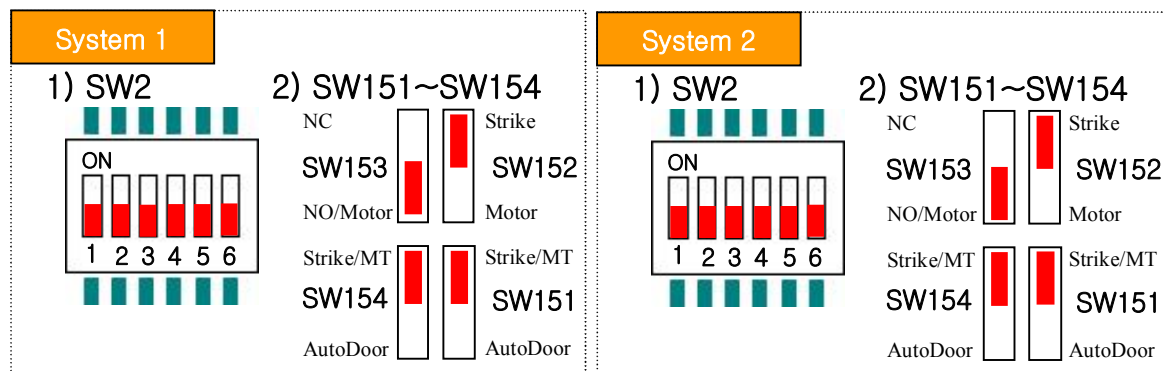 System 1
1) SW2
2) SW151~SW154
ON
1 2 3 4 5 6
NC
Strike
SW153
SW152
NO/Motor
Motor
Strike/MT
Strike/MT
SW154
SW151
AutoDoor
AutoDoor
System 2
1) SW2
2) SW151~SW154
ON
1 2 3 4 5 6
NC
Strike
SW153
SW152
NO/Motor
Motor
Strike/MT
Strike/MT
SW154
SW151
AutoDoor
AutoDoor